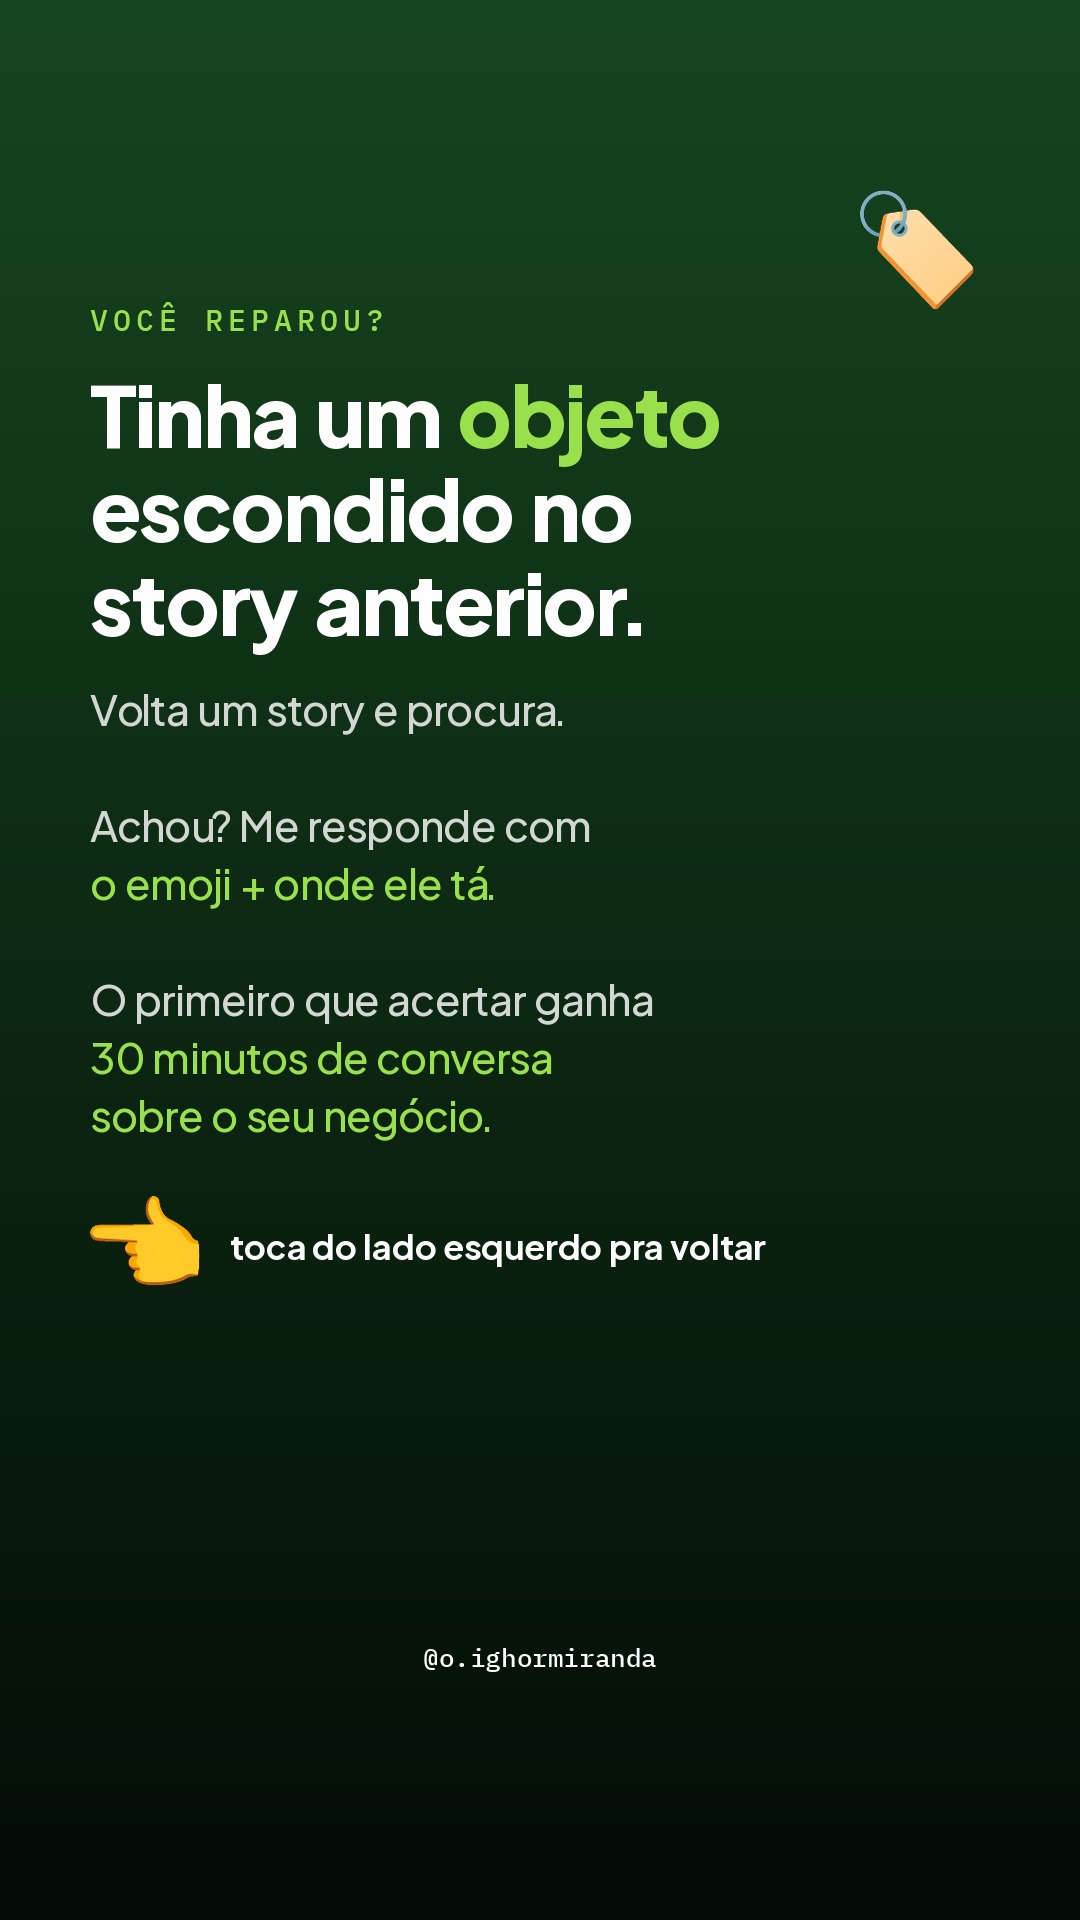 VOCÊ REPAROU?
Tinha um objeto
escondido no
story anterior.
Volta um story e procura.
Achou? Me responde com
o emoji + onde ele tá.
O primeiro que acertar ganha
30 minutos de conversa
sobre o seu negócio.
toca do lado esquerdo pra voltar
@o.ighormiranda